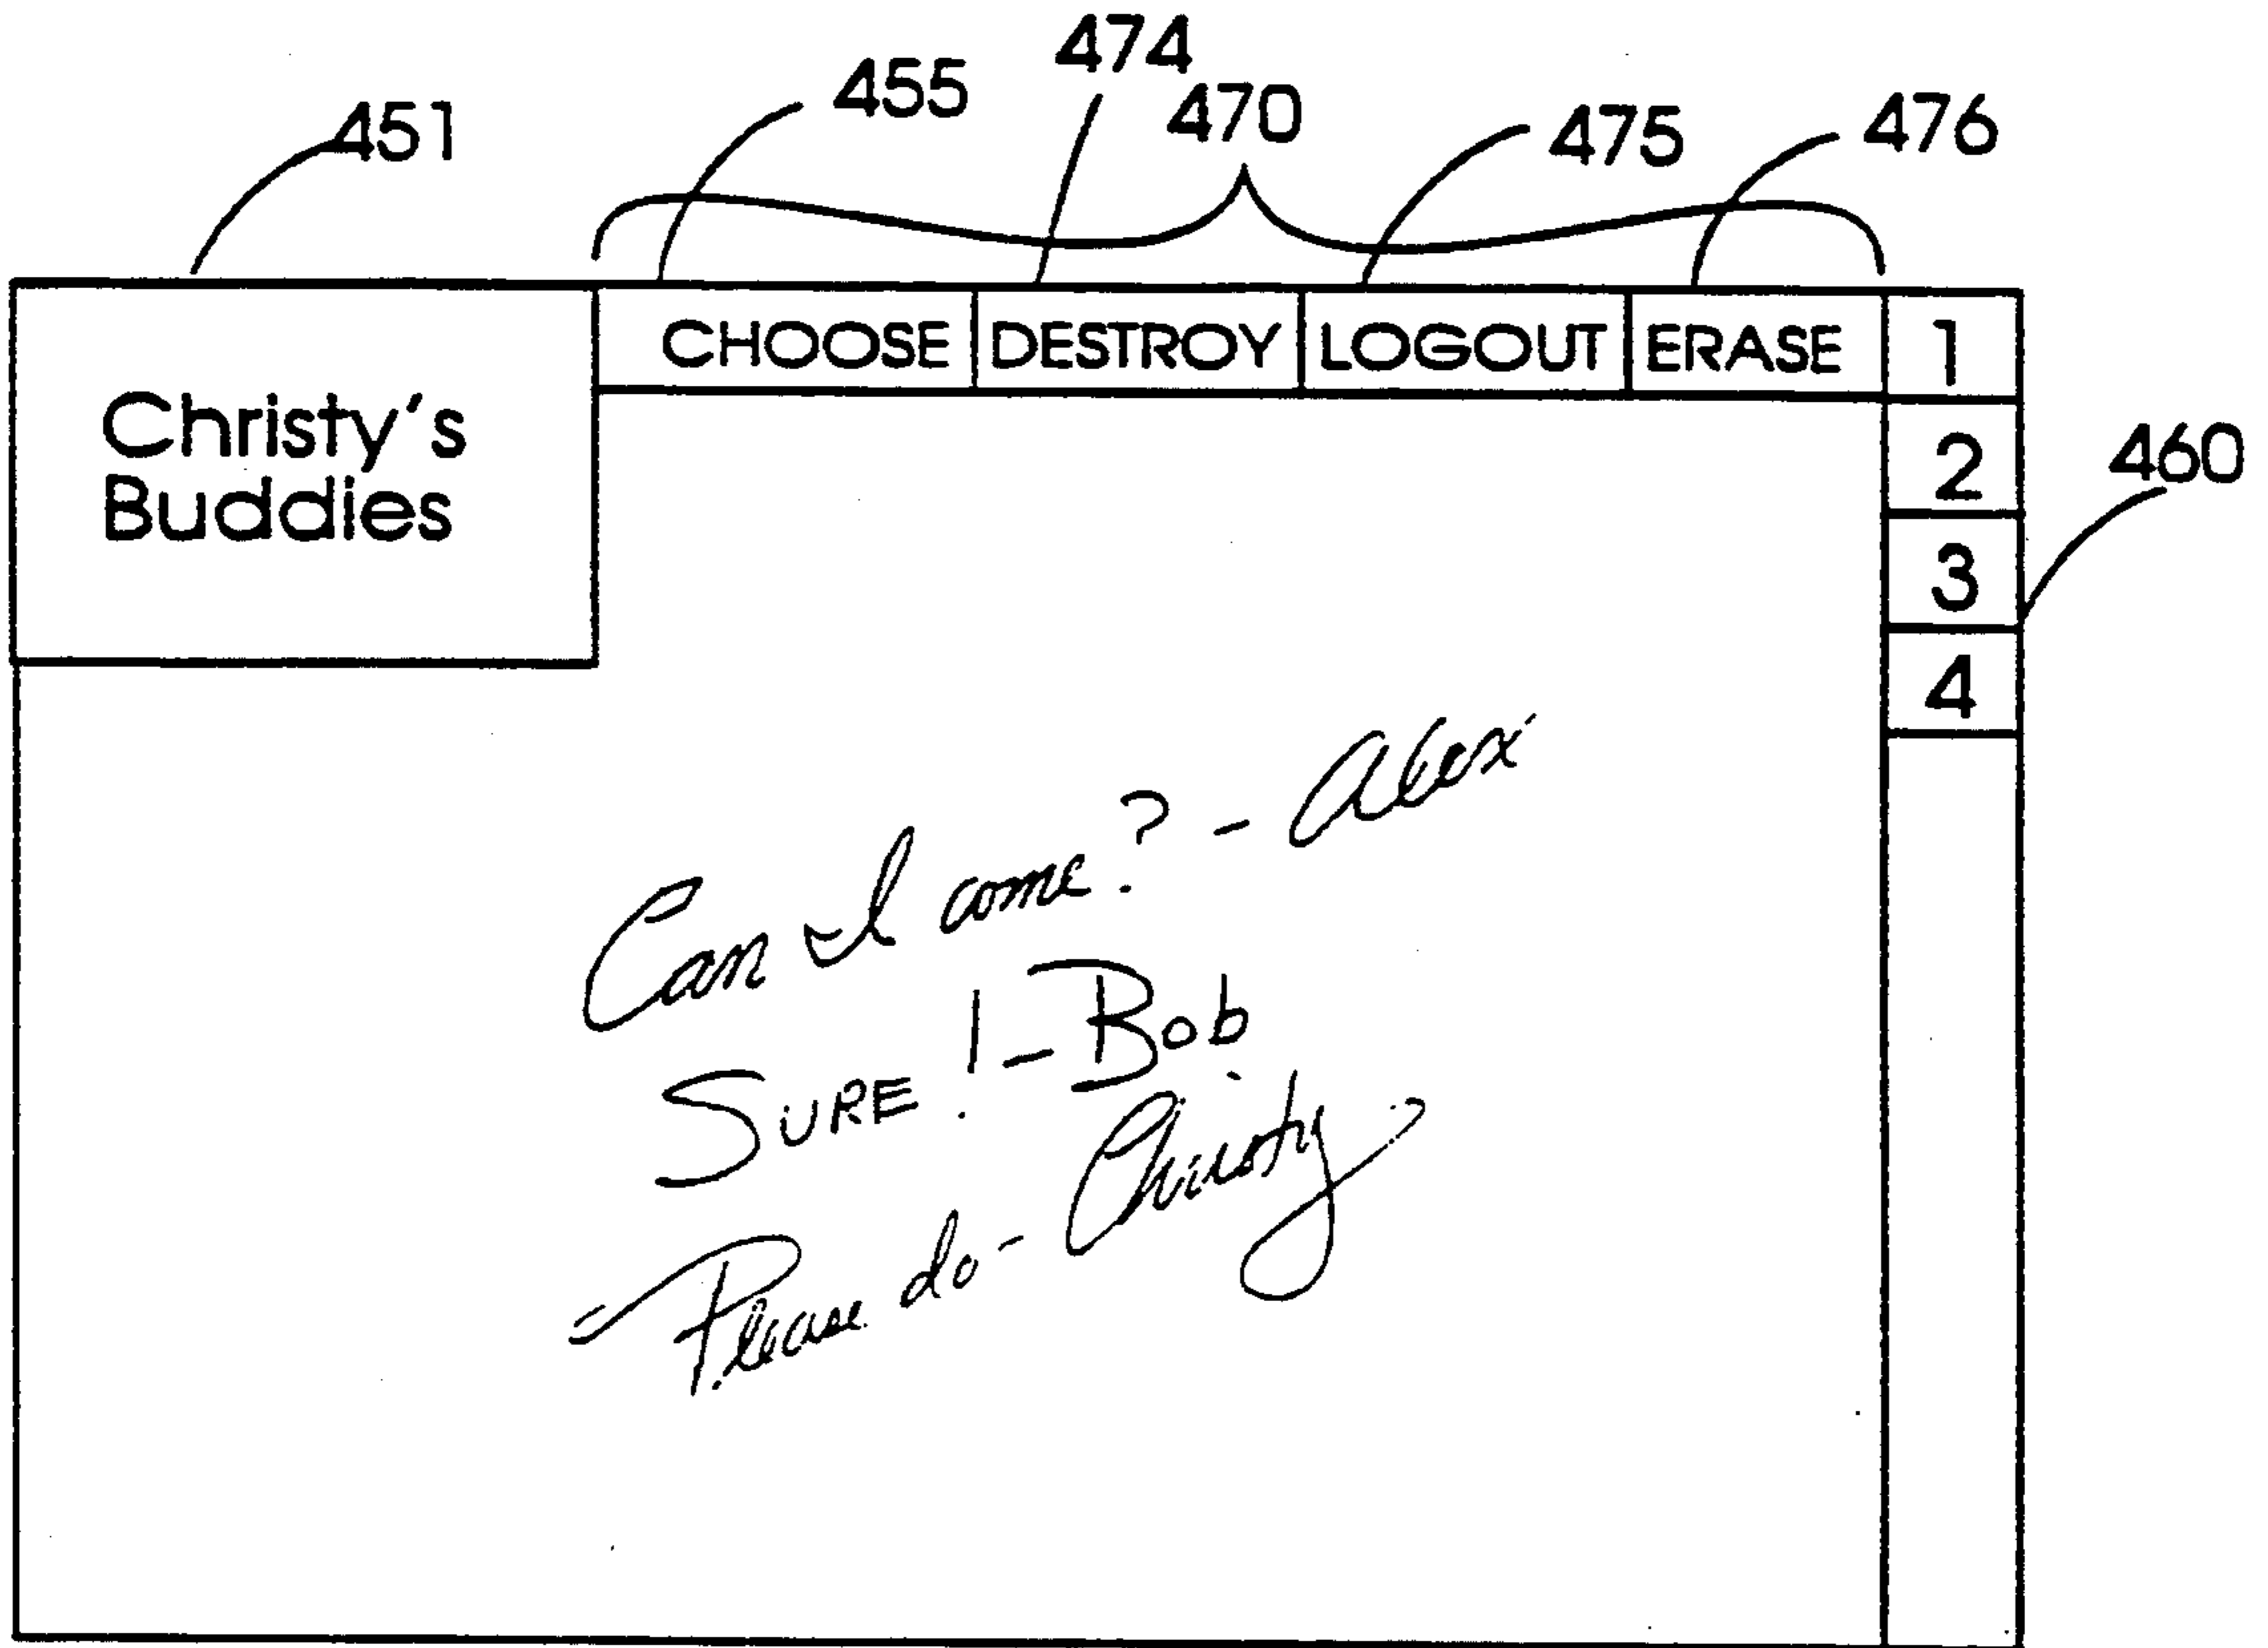 474
455
470
451
475
476
CHOOSE DESTROY LOGOUT ERASE 1
Christy's
Buddies
2
460
3
4
Can I come? - Alex
SURE! - Bob
Please do - Christy